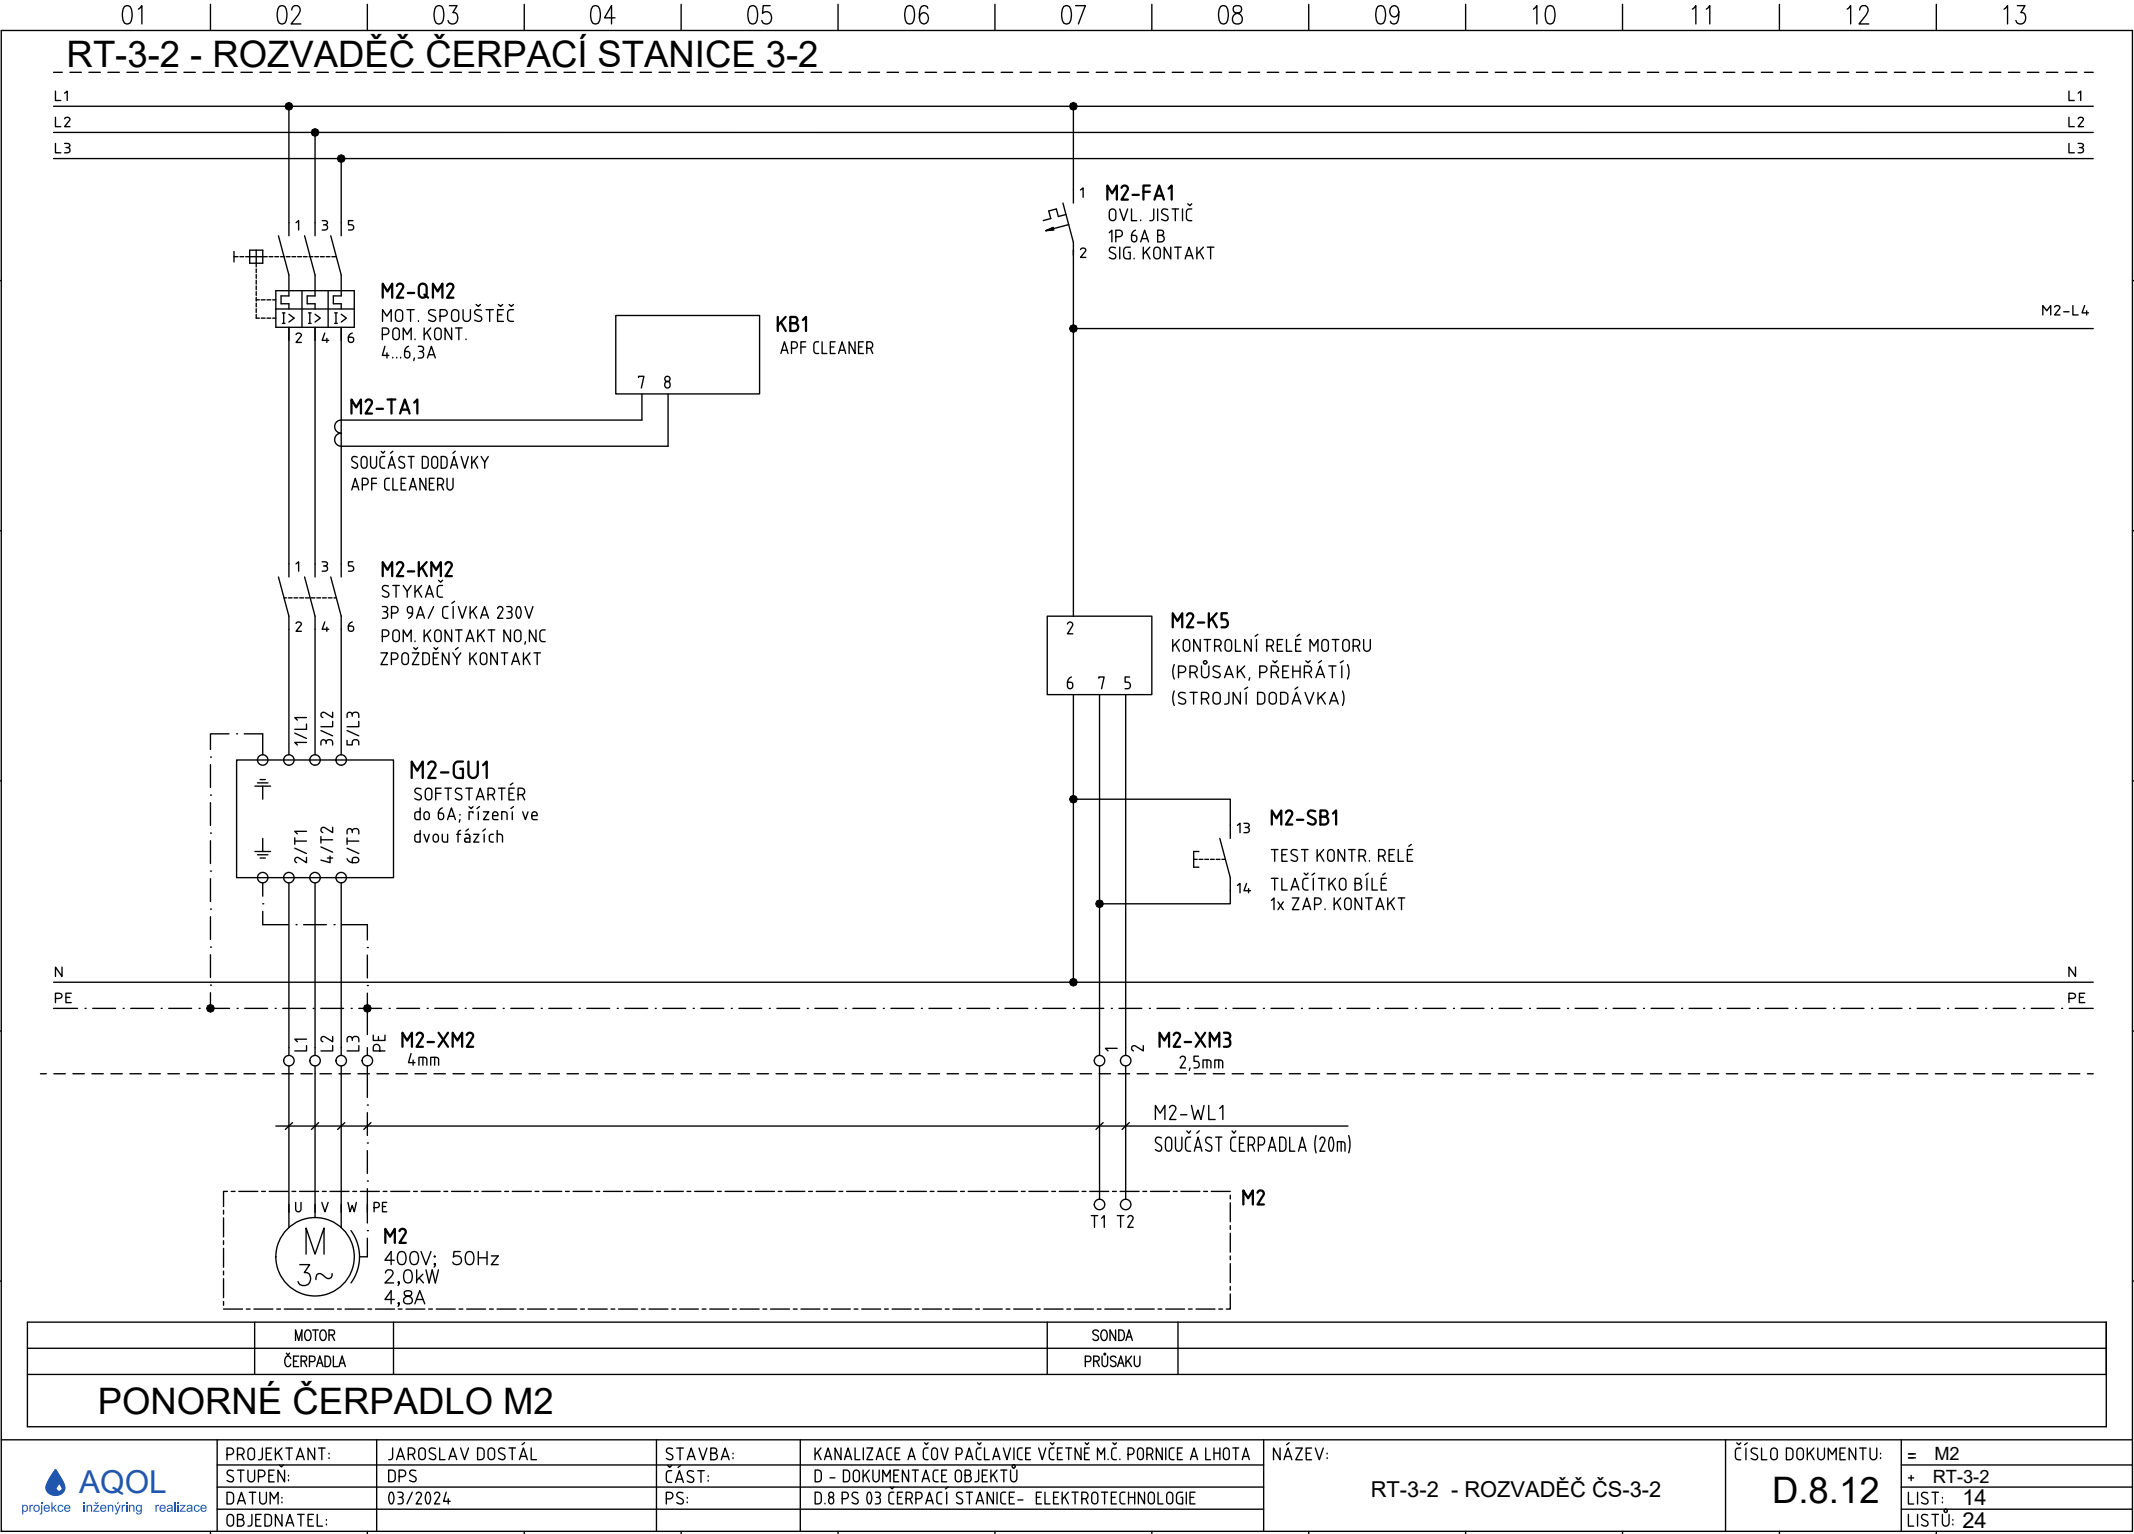 01 02 03 04 05 06 07 08 09 10 11 12 13
RT-3-2 - ROZVADĚČ ČERPACÍ STANICE 3-2
L1 L1
L2 L2
L3 L3
1 3 5
M2-QM2
MOT. SPOUŠTĚČ
POM. KONT.
4...6,3A
I> I> I>
2 4 6
KB1
APF CLEANER
7 8
M2-TA1
SOUČÁST DODÁVKY
APF CLEANERU
1 M2-FA1
OVL. JISTIČ
1P 6A B
2 SIG. KONTAKT
M2-L4
1 3 5
M2-KM2
STYKAČ
3P 9A/ CÍVKA 230V
2 4 6
POM. KONTAKT NO,NC
ZPOŽDĚNÝ KONTAKT
2
6 7 5
M2-K5
KONTROLNÍ RELÉ MOTORU
(PRŮSAK, PŘEHŘÁTÍ)
(STROJNÍ DODÁVKA)
1/L1 3/L2 5/L3
M2-GU1
SOFTSTARTÉR
do 6A; řízení ve
dvou fázích
2/T1 4/T2 6/T3
13
M2-SB1
TEST KONTR. RELÉ
14 TLAČÍTKO BÍLÉ
1x ZAP. KONTAKT
N N
PE PE
L1 L2 L3 PE
M2-XM2
4mm
1 2
M2-XM3
2,5mm
M2-WL1
SOUČÁST ČERPADLA (20m)
M2
U V W PE
T1 T2
M
3~
M2
400V; 50Hz
2,0kW
4,8A
MOTOR SONDA
ČERPADLA PRŮSAKU
PONORNÉ ČERPADLO M2
AQOL
projekce inženýring realizace
PROJEKTANT: JAROSLAV DOSTÁL
STUPEŇ: DPS
DATUM: 03/2024
OBJEDNATEL:
STAVBA: KANALIZACE A ČOV PAČLAVICE VČETNĚ M.Č. PORNICE A LHOTA
ČÁST: D - DOKUMENTACE OBJEKTŮ
PS: D.8 PS 03 ČERPACÍ STANICE- ELEKTROTECHNOLOGIE
NÁZEV:
RT-3-2 - ROZVADĚČ ČS-3-2
ČÍSLO DOKUMENTU:
D.8.12
= M2
+ RT-3-2
LIST: 14
LISTŮ: 24